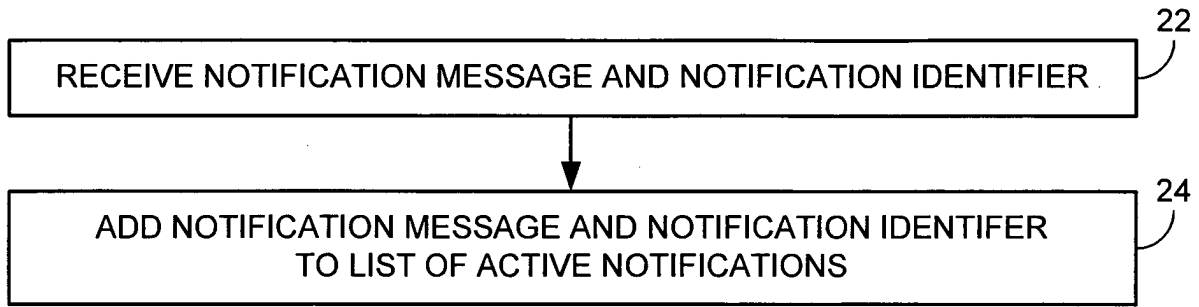 22
RECEIVE NOTIFICATION MESSAGE AND NOTIFICATION IDENTIFIER
24
ADD NOTIFICATION MESSAGE AND NOTIFICATION IDENTIFER
TO LIST OF ACTIVE NOTIFICATIONS